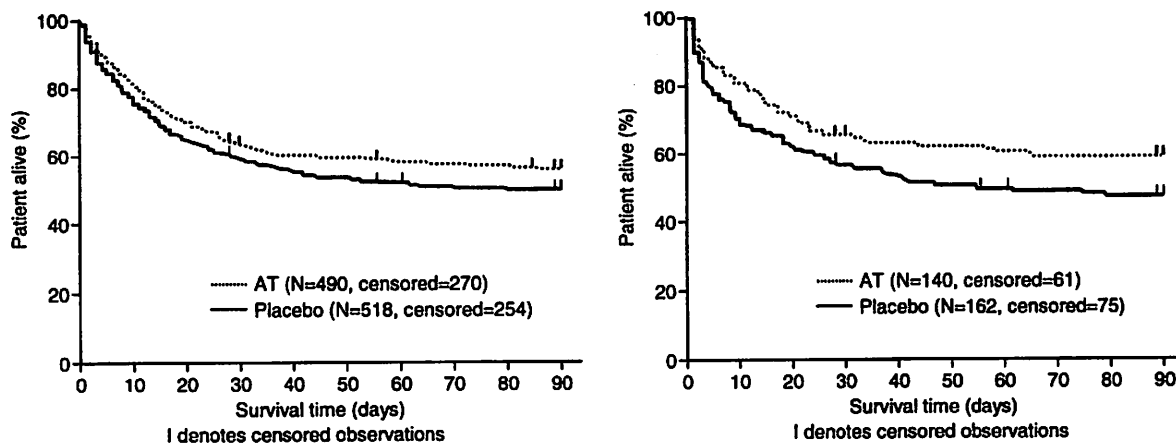 100
80
60
40
20
0
Patient alive (%)
AT (N=490, censored=270)
Placebo (N=518, censored=254)
0 10 20 30 40 50 60 70 80 90
Survival time (days)
I denotes censored observations
100
80
60
40
20
0
Patient alive (%)
AT (N=140, censored=61)
Placebo (N=162, censored=75)
0 10 20 30 40 50 60 70 80 90
Survival time (days)
I denotes censored observations